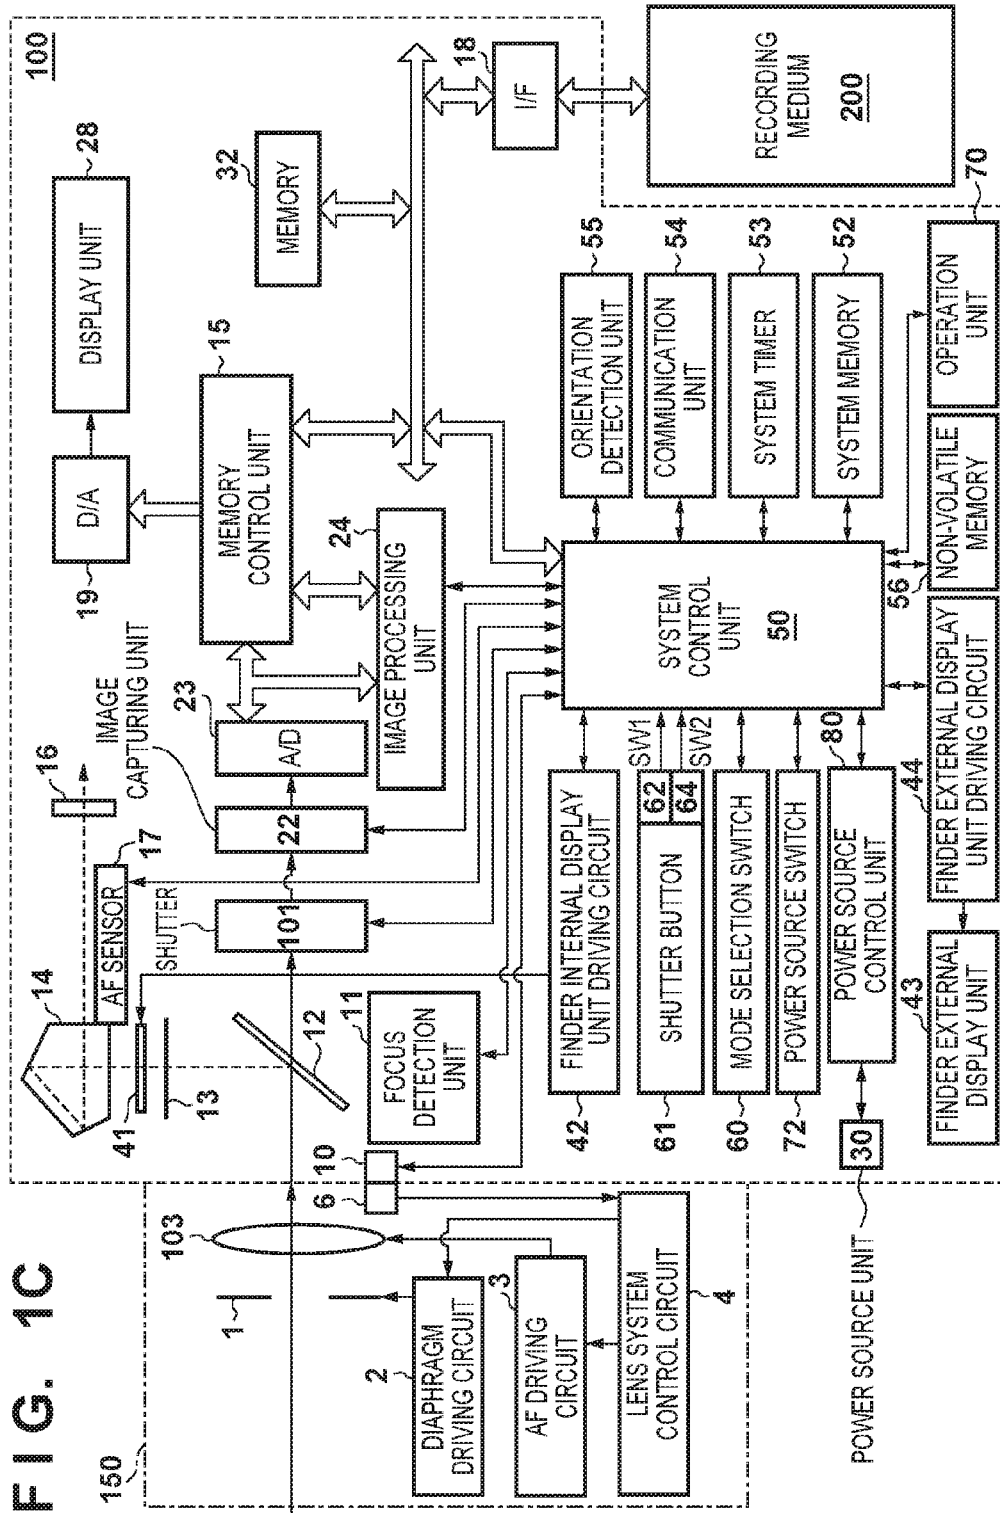 FIG. 1C
100
150
1
103
DIAPHRAGM
DRIVING CIRCUIT
2
AF DRIVING
CIRCUIT
3
LENS SYSTEM
CONTROL CIRCUIT
4
6
10
41
13
14
12
FOCUS
DETECTION
UNIT
11
AF SENSOR
17
16
SHUTTER
101
IMAGE
CAPTURING UNIT
22
23
A/D
IMAGE PROCESSING
UNIT
24
MEMORY
CONTROL UNIT
15
D/A
19
DISPLAY UNIT
28
MEMORY
32
I/F
18
RECORDING
MEDIUM
200
FINDER INTERNAL DISPLAY
UNIT DRIVING CIRCUIT
42
SHUTTER BUTTON
61
62
64
SW1
SW2
MODE SELECTION SWITCH
60
POWER SOURCE SWITCH
72
POWER SOURCE
CONTROL UNIT
80
30
POWER SOURCE UNIT
SYSTEM
CONTROL
UNIT
50
ORIENTATION
DETECTION UNIT
55
COMMUNICATION
UNIT
54
SYSTEM TIMER
53
SYSTEM MEMORY
52
FINDER EXTERNAL
DISPLAY UNIT
43
FINDER EXTERNAL DISPLAY
UNIT DRIVING CIRCUIT
44
NON-VOLATILE
MEMORY
56
OPERATION
UNIT
70